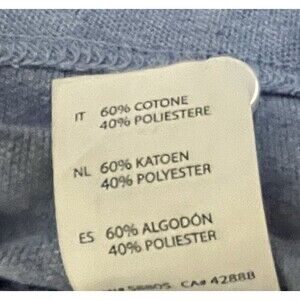 IT 60% COTONE
40% POLIESTERE
NL 60% KATOEN
40% POLYESTER
ES 60% ALGODÓN
40% POLIESTER
CA# 42888